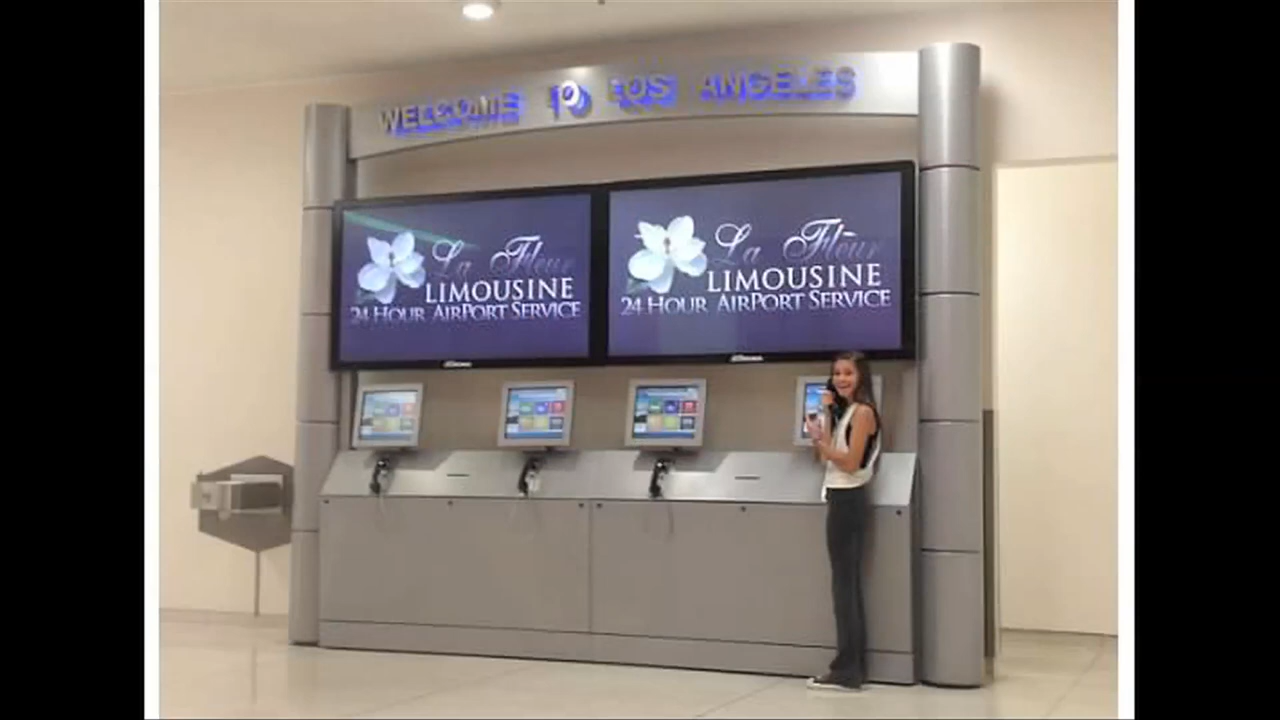 WELCOME TO LOS ANGELES
La Fleur
LIMOUSINE
24 HOUR AIRPORT SERVICE
La Fleur
LIMOUSINE
24 HOUR AIRPORT SERVICE